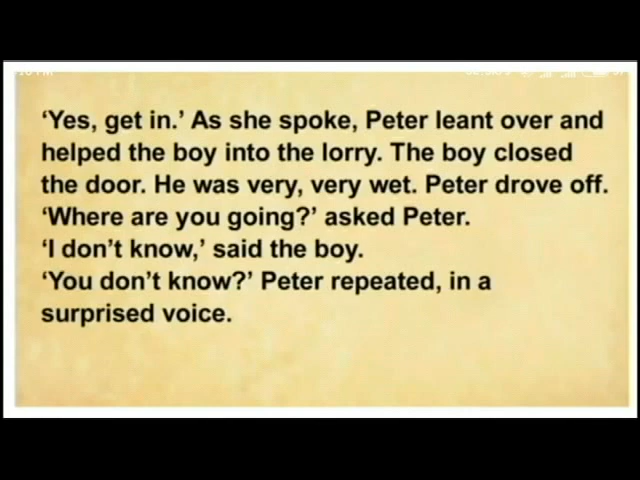 ‘Yes, get in.’ As she spoke, Peter leant over and
helped the boy into the lorry. The boy closed
the door. He was very, very wet. Peter drove off.
‘Where are you going?’ asked Peter.
‘I don’t know,’ said the boy.
‘You don’t know?’ Peter repeated, in a
surprised voice.